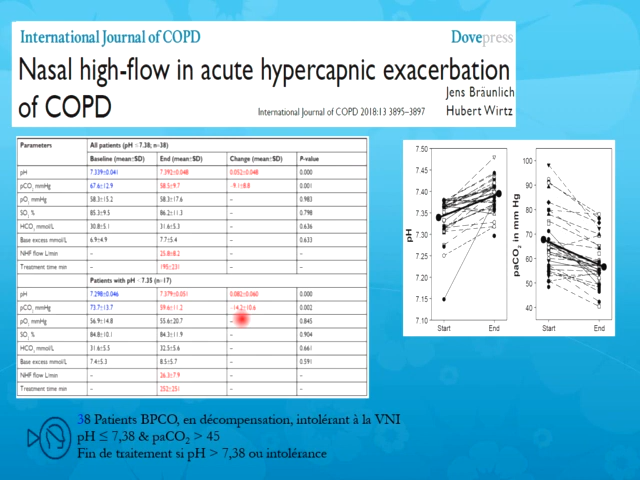 International Journal of COPD
Dovepress
Nasal high-flow in acute hypercapnic exacerbation
of COPD
Jens Bräunlich
International Journal of COPD 2018:13 3895–3897
Hubert Wirtz
Parameters All patients (pH ≤7.38; n=38)
Baseline (mean±SD) End (mean±SD) Change (mean±SD) P-value
pH 7.339±0.041 7.392±0.048 0.052±0.048 0.000
pCO2 mmHg 67.6±12.9 58.5±9.7 -9.1±8.8 0.001
pO2 mmHg 58.3±15.2 58.3±17.6 – 0.983
SO2 % 85.3±9.5 86.2±11.3 – 0.798
HCO3 mmol/L 30.8±5.1 31.6±5.3 – 0.636
Base excess mmol/L 6.9±4.9 7.7±5.4 – 0.633
NHF flow L/min – 25.8±8.2 –
Treatment time min – 195±231 –
Patients with pH < 7.35 (n=17)
pH 7.298±0.046 7.379±0.051 0.082±0.060 0.000
pCO2 mmHg 73.7±13.7 59.6±11.2 -14.2±10.6 0.002
pO2 mmHg 56.9±14.8 55.6±20.7 – 0.845
SO2 % 84.8±10.1 84.3±11.9 – 0.904
HCO3 mmol/L 31.6±5.5 32.5±5.6 – 0.661
Base excess mmol/L 7.4±5.3 8.5±5.7 – 0.591
NHF flow L/min – 26.3±7.9 –
Treatment time min – 252±251 –
7.50
7.45
7.40
7.35
7.30
7.25
7.20
7.15
7.10
pH
Start End
100
90
80
70
60
50
40
paCO2 in mm Hg
Start End
38 Patients BPCO, en décompensation, intolérant à la VNI
pH ≤ 7,38 & paCO2 > 45
Fin de traitement si pH > 7,38 ou intolérance